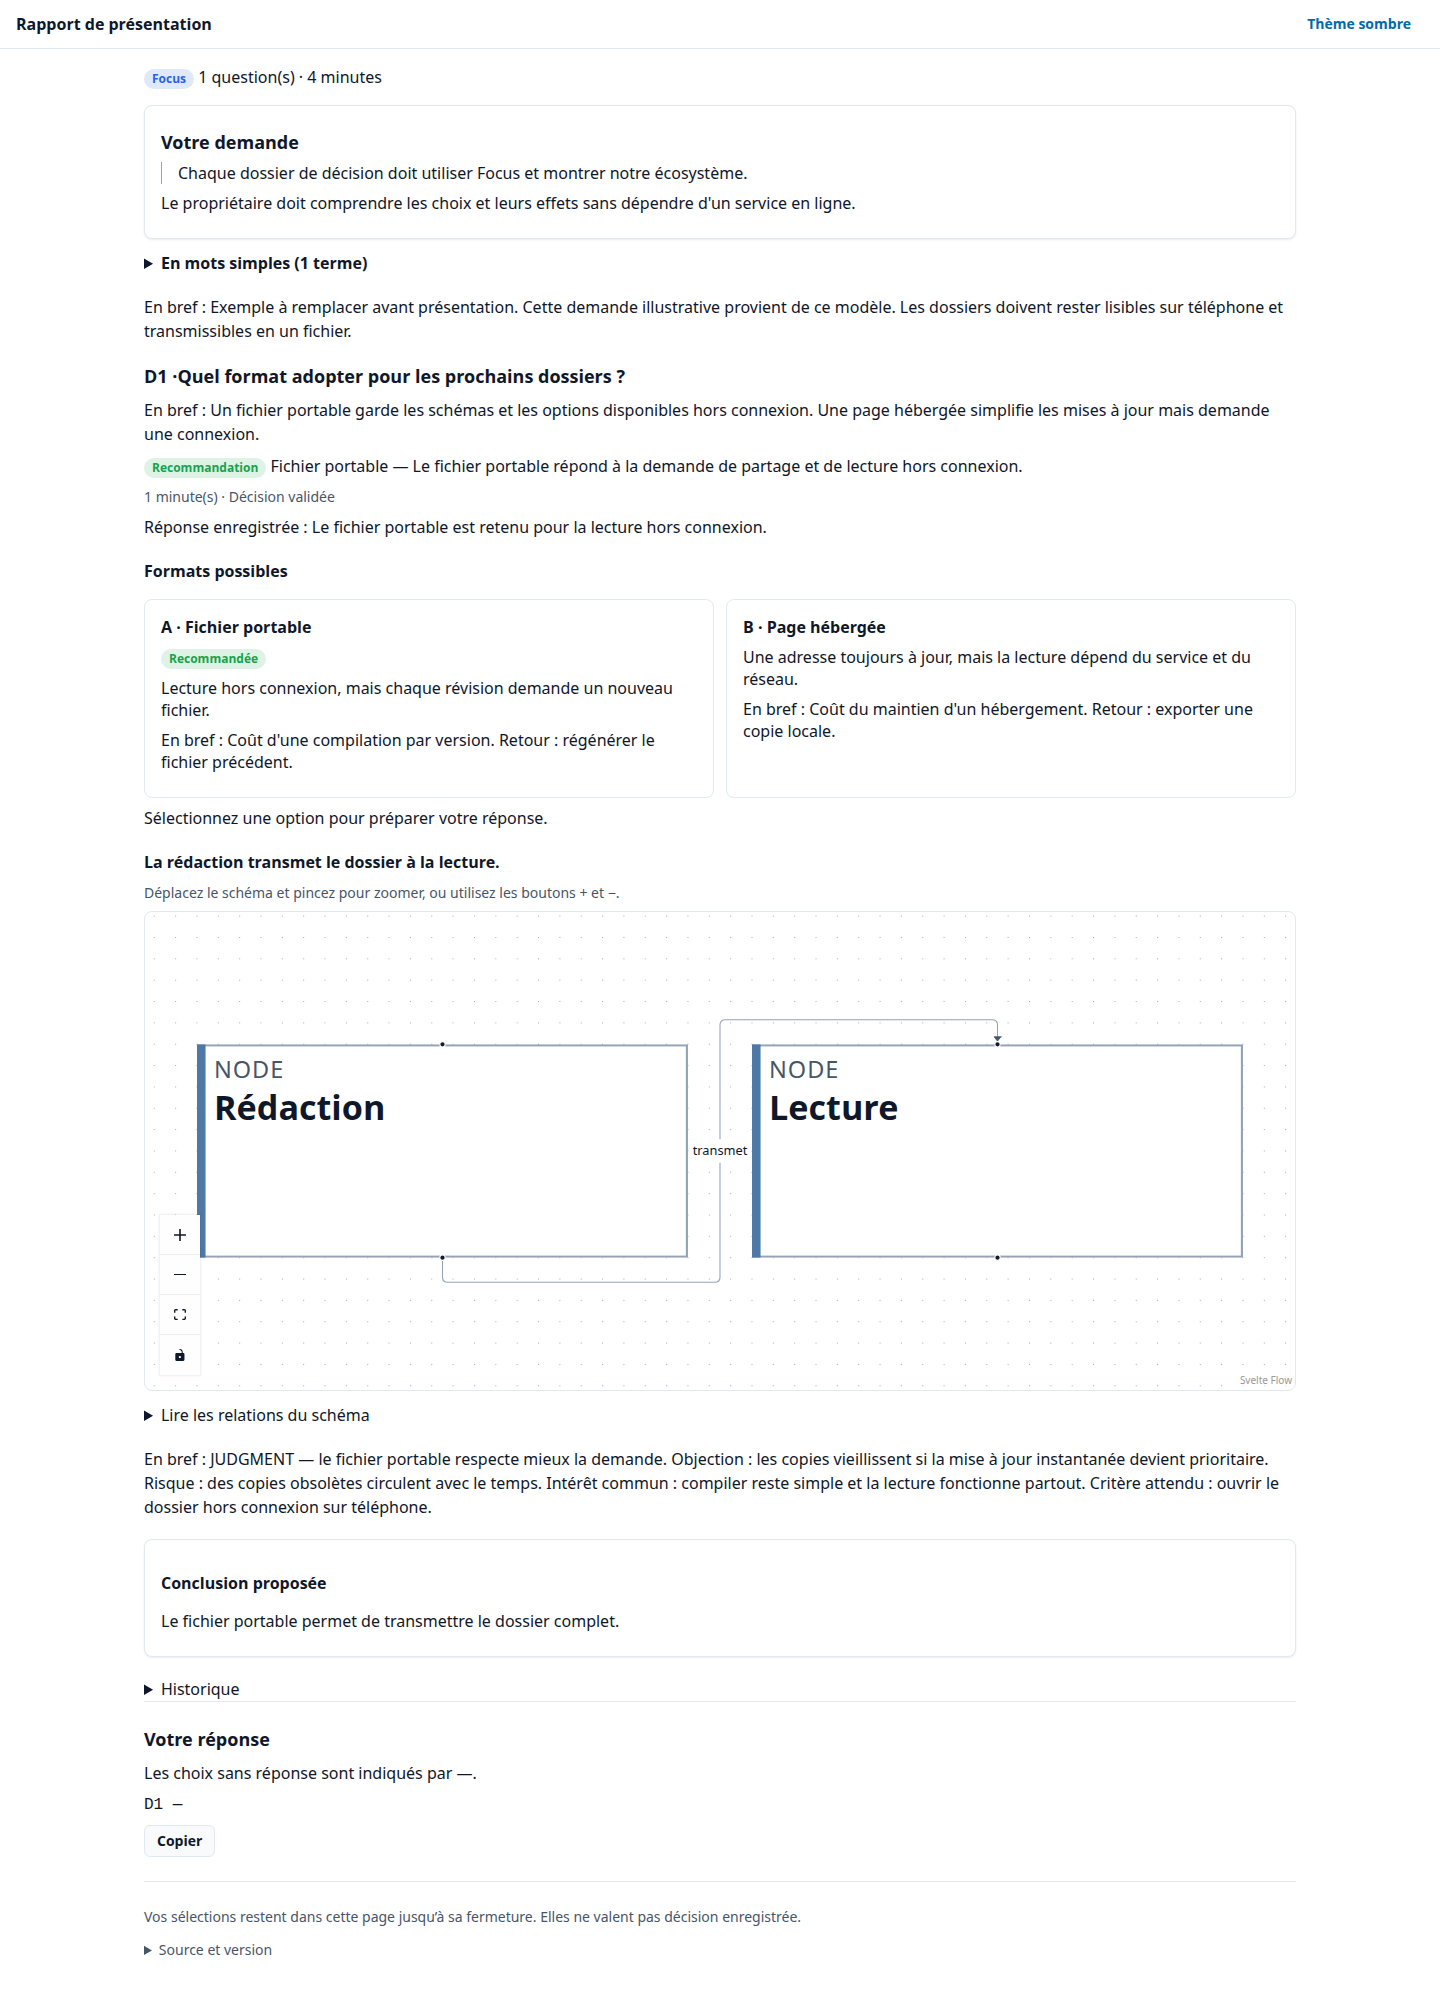 Rapport de présentation
Thème sombre
Focus 1 question(s) · 4 minutes
Votre demande
Chaque dossier de décision doit utiliser Focus et montrer notre écosystème.
Le propriétaire doit comprendre les choix et leurs effets sans dépendre d'un service en ligne.
En mots simples (1 terme)
En bref : Exemple à remplacer avant présentation. Cette demande illustrative provient de ce modèle. Les dossiers doivent rester lisibles sur téléphone et
transmissibles en un fichier.
D1 ·Quel format adopter pour les prochains dossiers ?
En bref : Un fichier portable garde les schémas et les options disponibles hors connexion. Une page hébergée simplifie les mises à jour mais demande
une connexion.
Recommandation Fichier portable — Le fichier portable répond à la demande de partage et de lecture hors connexion.
1 minute(s) · Décision validée
Réponse enregistrée : Le fichier portable est retenu pour la lecture hors connexion.
Formats possibles
A · Fichier portable
Recommandée
Lecture hors connexion, mais chaque révision demande un nouveau
fichier.
En bref : Coût d'une compilation par version. Retour : régénérer le
fichier précédent.
B · Page hébergée
Une adresse toujours à jour, mais la lecture dépend du service et du
réseau.
En bref : Coût du maintien d'un hébergement. Retour : exporter une
copie locale.
Sélectionnez une option pour préparer votre réponse.
La rédaction transmet le dossier à la lecture.
Déplacez le schéma et pincez pour zoomer, ou utilisez les boutons + et −.
NODE
Rédaction
transmet
NODE
Lecture
Svelte Flow
Lire les relations du schéma
En bref : JUDGMENT — le fichier portable respecte mieux la demande. Objection : les copies vieillissent si la mise à jour instantanée devient prioritaire.
Risque : des copies obsolètes circulent avec le temps. Intérêt commun : compiler reste simple et la lecture fonctionne partout. Critère attendu : ouvrir le
dossier hors connexion sur téléphone.
Conclusion proposée
Le fichier portable permet de transmettre le dossier complet.
Historique
Votre réponse
Les choix sans réponse sont indiqués par —.
D1 —
Copier
Vos sélections restent dans cette page jusqu’à sa fermeture. Elles ne valent pas décision enregistrée.
Source et version